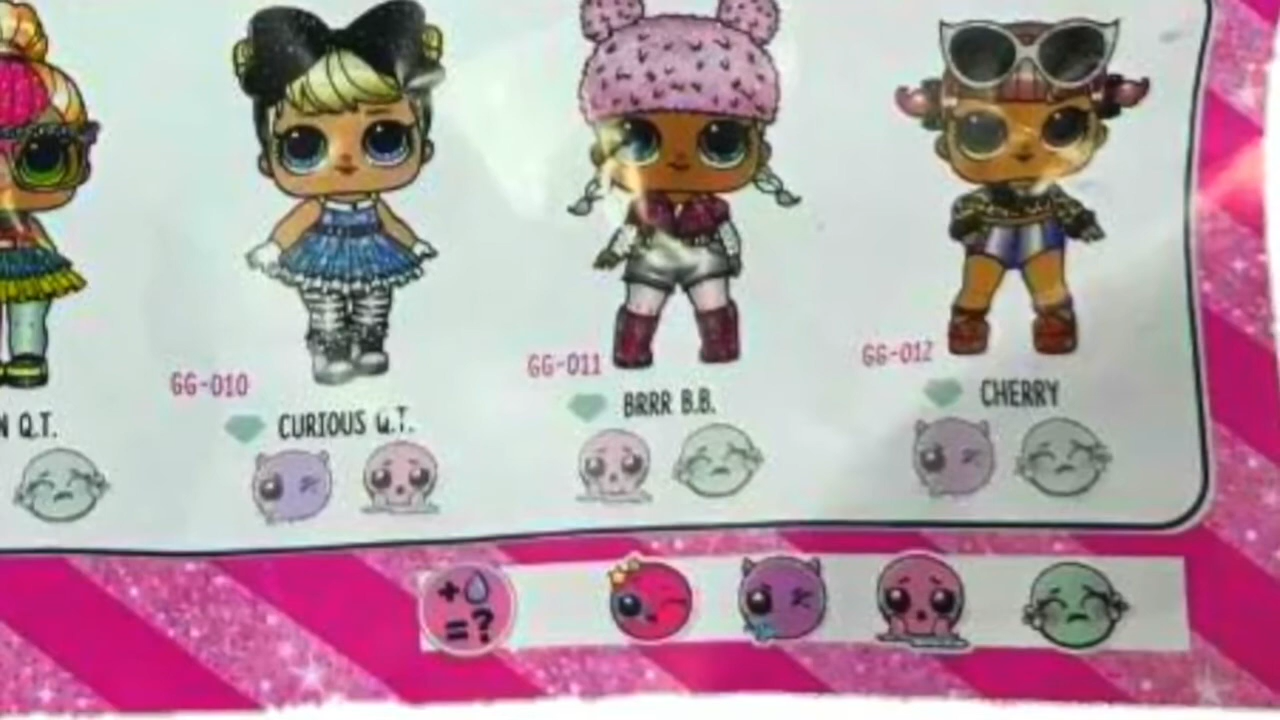 GG-010
GG-011
GG-012
N Q.T.
CURIOUS Q.T.
BRRR B.B.
CHERRY
+
=?